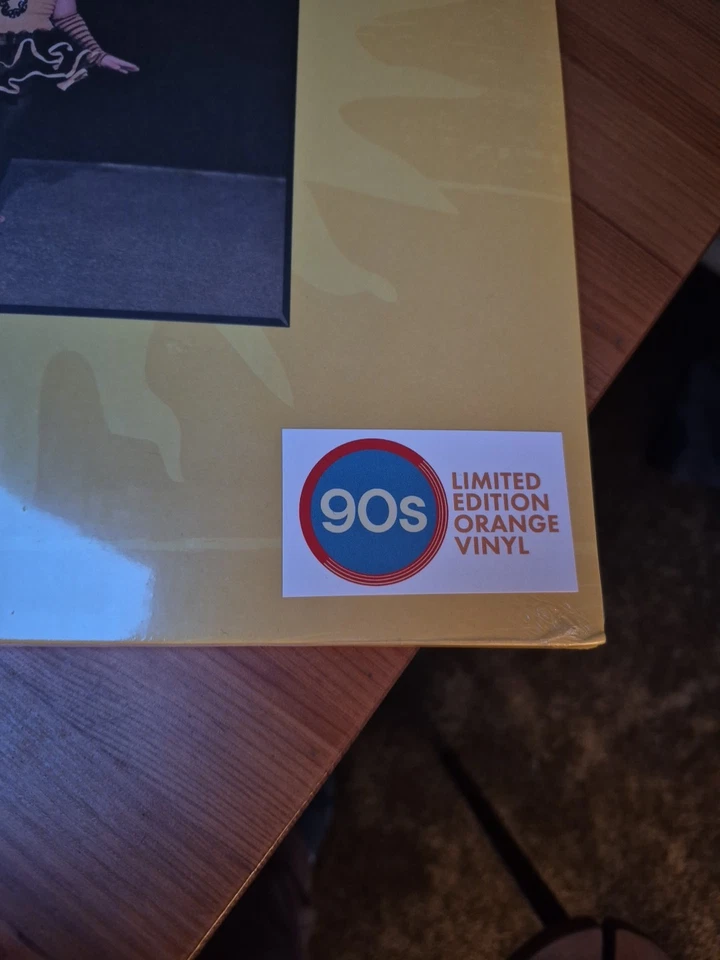 90s
LIMITED
EDITION
ORANGE
VINYL